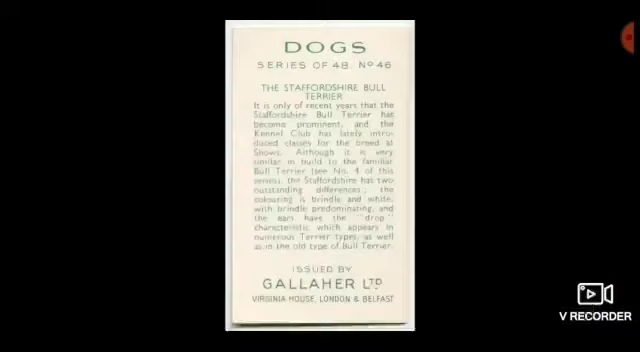 DOGS
SERIES OF 48 Nº 46
THE STAFFORDSHIRE BULL
TERRIER
It is only of recent years that the
Staffordshire Bull Terrier has
become prominent, and the
Kennel Club has lately intro-
duced classes for the breed at
Shows. Although it is very
similar in build to the familiar
Bull Terrier (see No. 4 of this
series), the Staffordshire has two
outstanding differences; the
colouring is brindle and white,
with brindle predominating, and
the ears have the "drop"
characteristic which appears in
numerous Terrier types, as well
as in the old type of bull Terrier.
ISSUED BY
GALLAHER LTD
VIRGINIA HOUSE, LONDON & BELFAST
V RECORDER